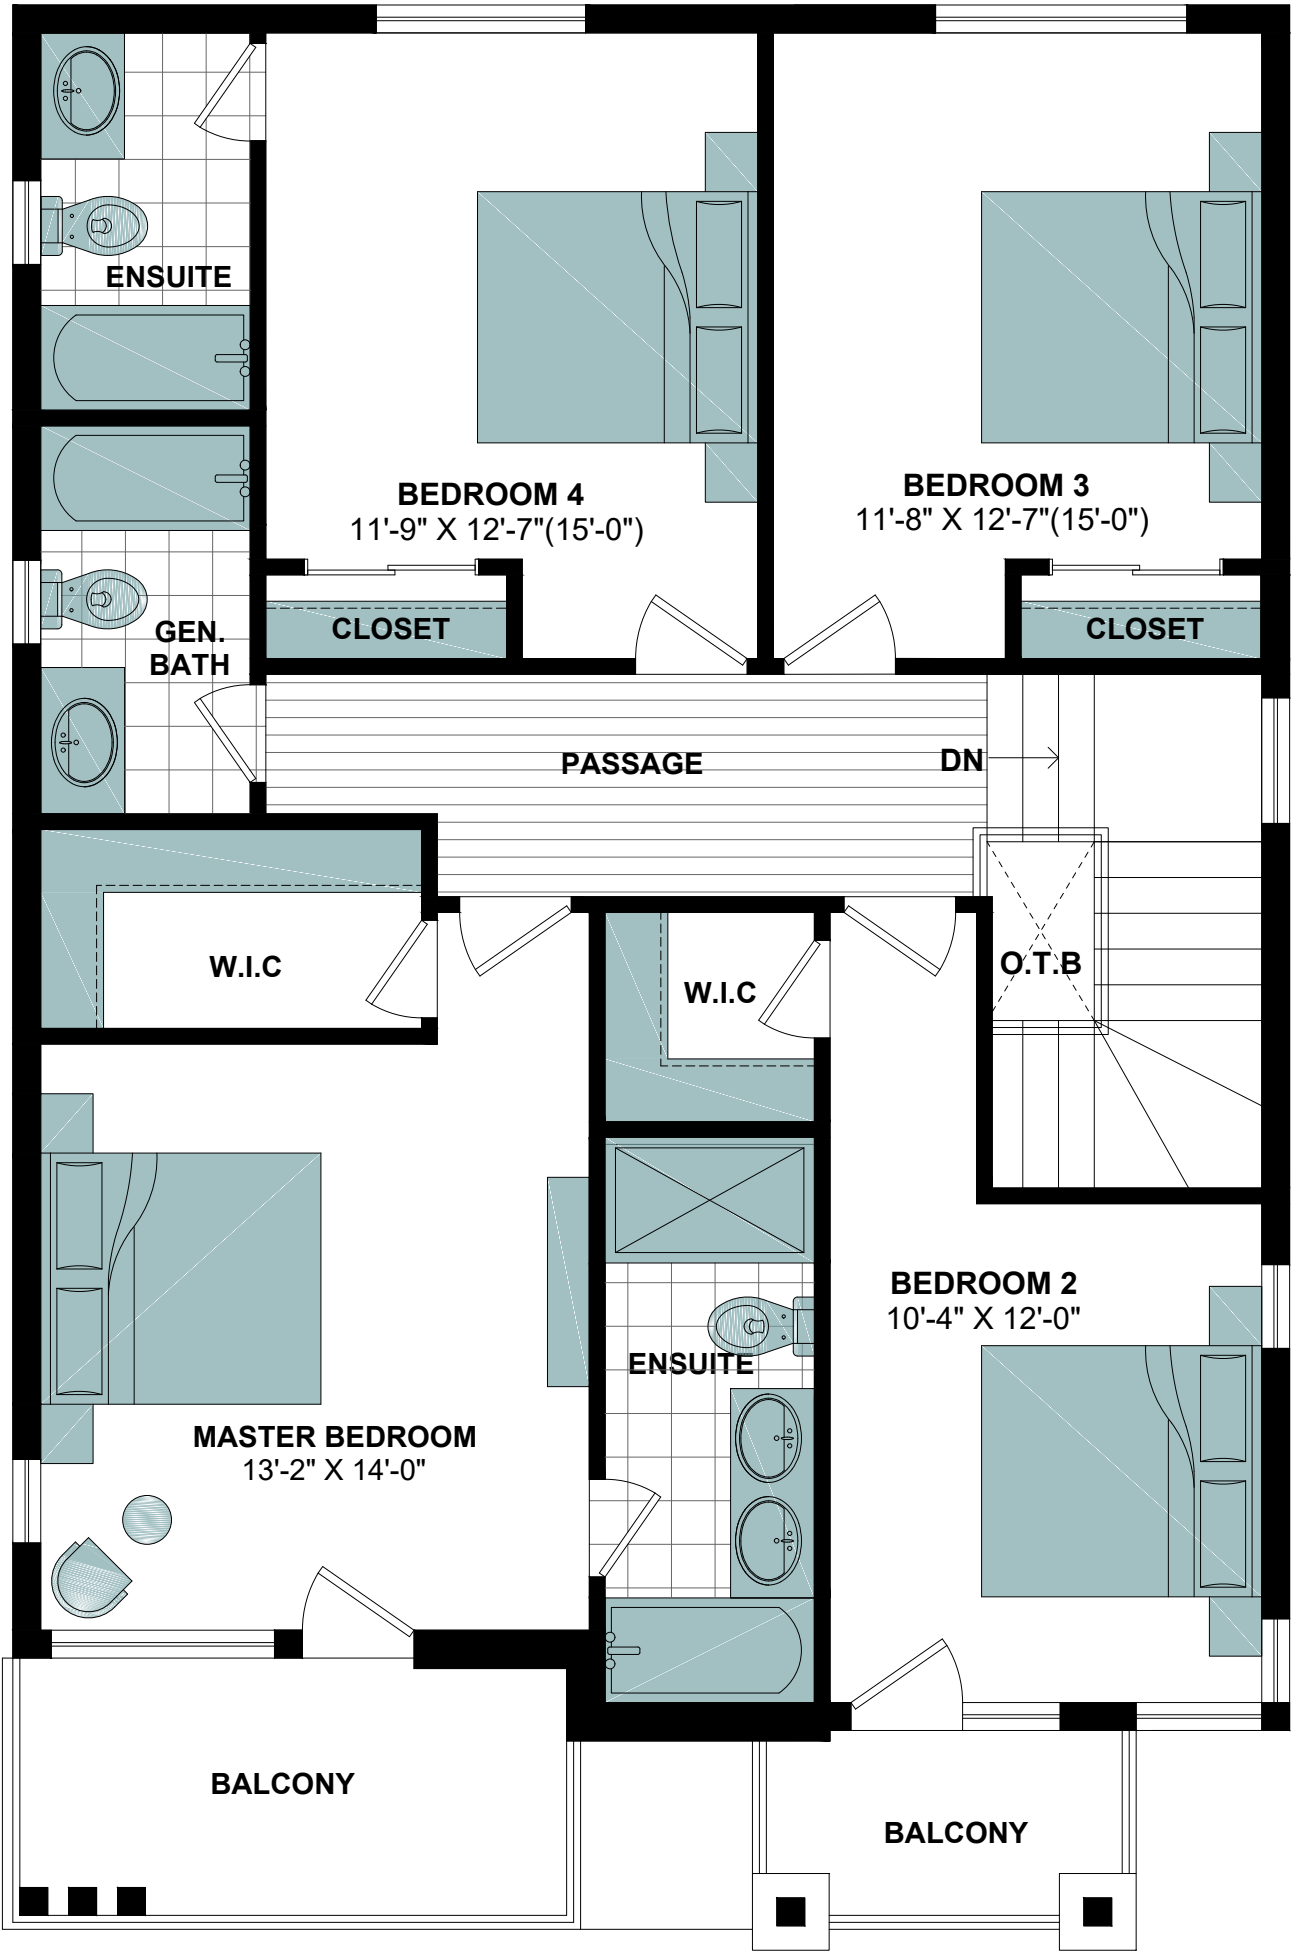 ENSUITE
BEDROOM 4
11'-9" X 12'-7"(15'-0")
BEDROOM 3
11'-8" X 12'-7"(15'-0")
CLOSET
CLOSET
GEN.
BATH
PASSAGE
DN
W.I.C
W.I.C
O.T.B
BEDROOM 2
10'-4" X 12'-0"
ENSUITE
MASTER BEDROOM
13'-2" X 14'-0"
BALCONY
BALCONY